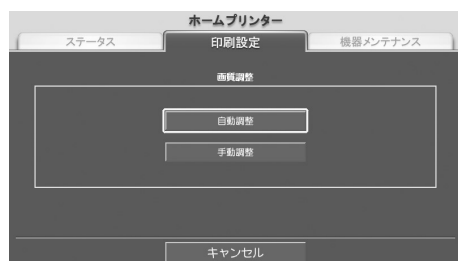 ホームプリンター
ステータス
印刷設定
機器メンテナンス
画質調整
自動調整
手動調整
キャンセル